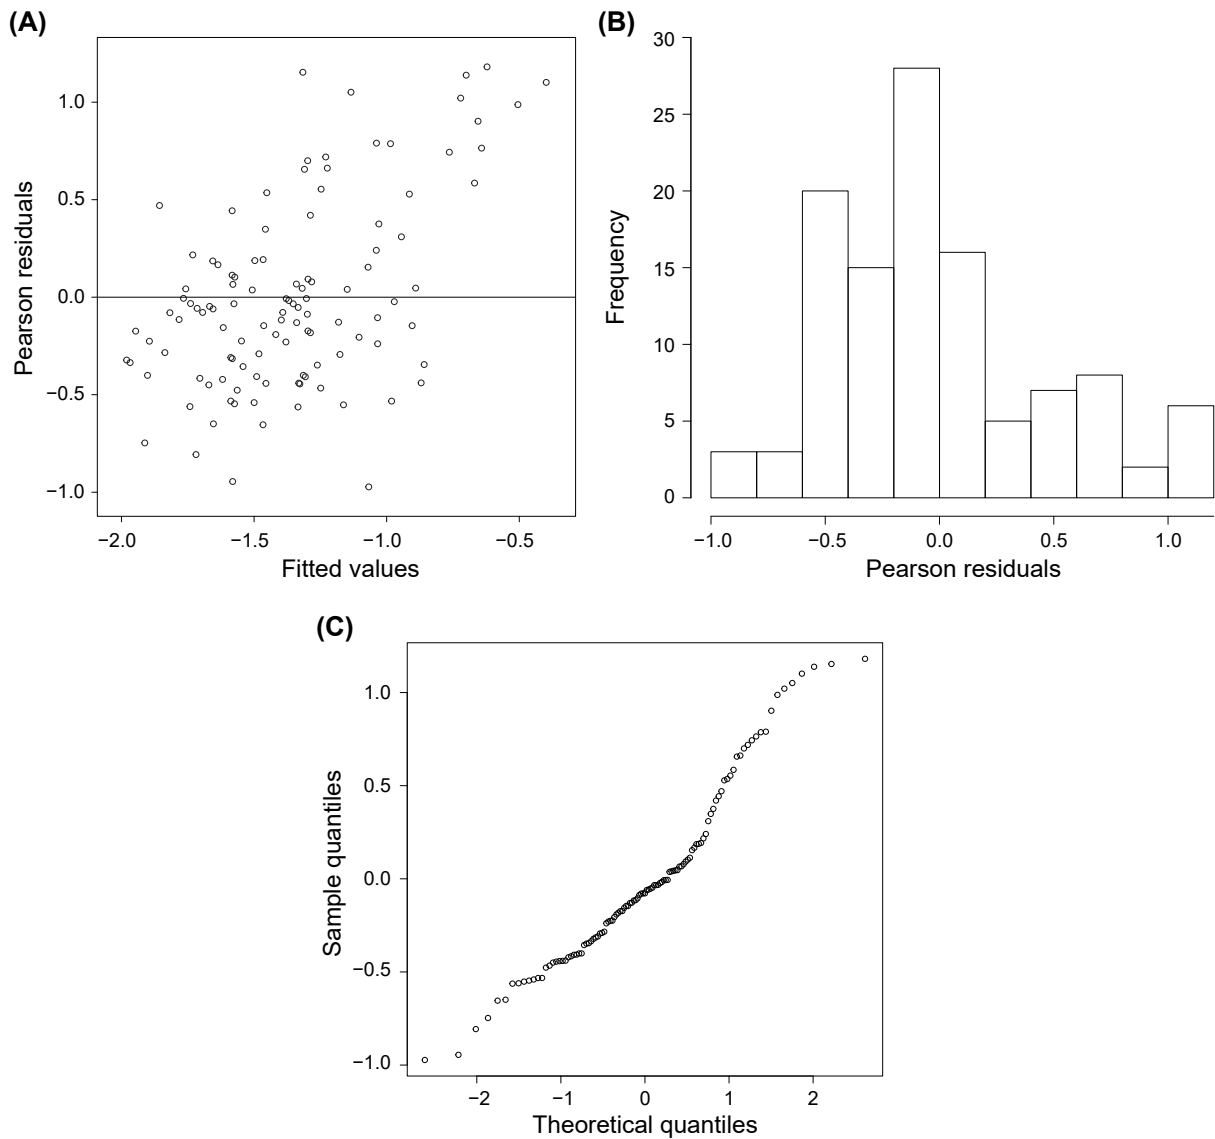 (A)
1.0
0.5
0.0
−0.5
−1.0
Pearson residuals
−2.0 −1.5 −1.0 −0.5
Fitted values
(B)
30
25
20
15
10
5
0
Frequency
−1.0 −0.5 0.0 0.5 1.0
Pearson residuals
(C)
1.0
0.5
0.0
−0.5
−1.0
Sample quantiles
−2 −1 0 1 2
Theoretical quantiles